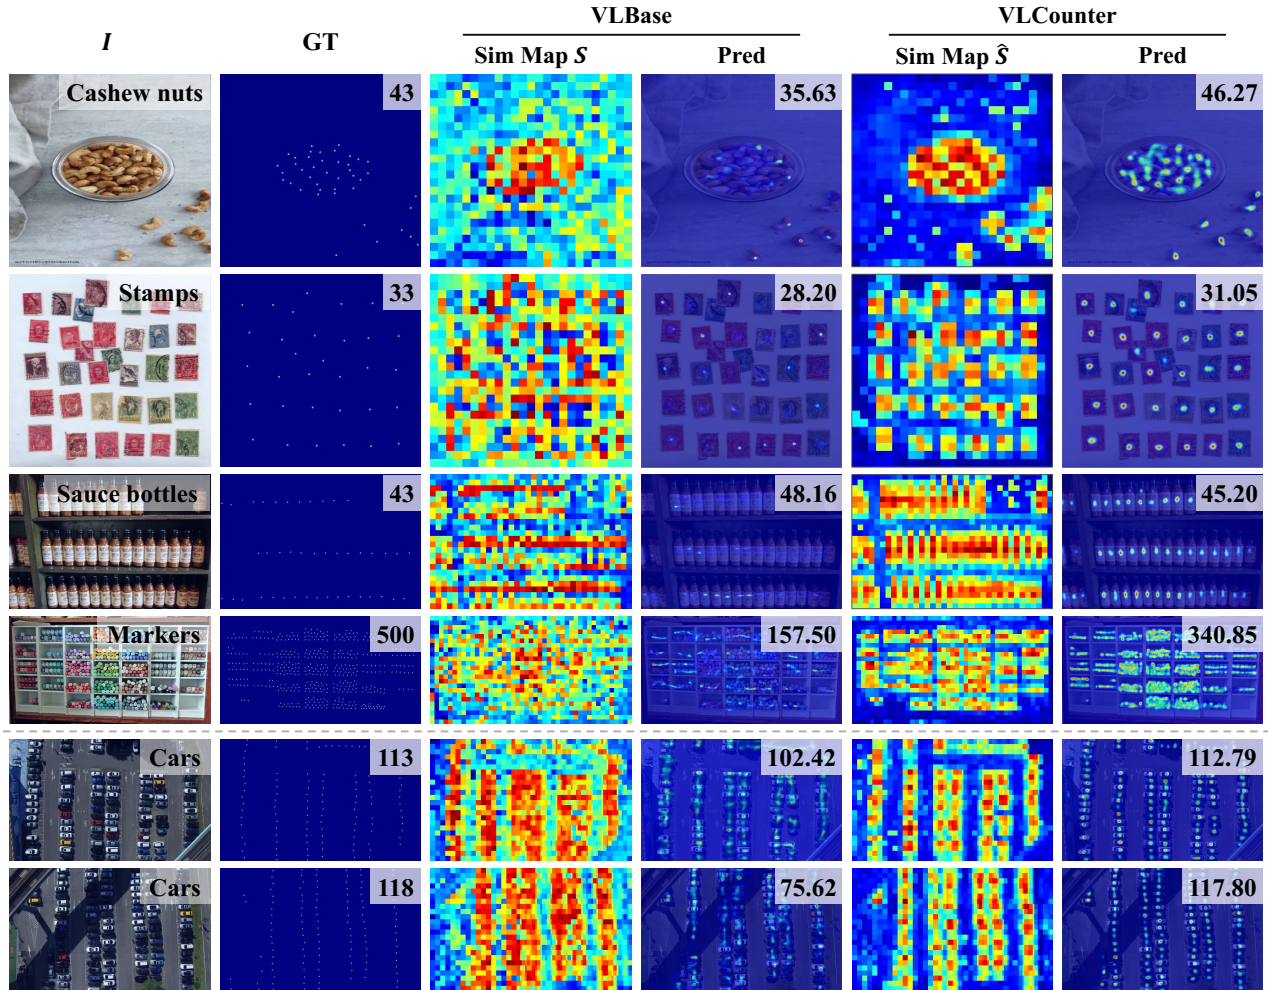 VLBase
VLCounter
I
GT
Sim Map S
Pred
Sim Map Ŝ
Pred
Cashew nuts
43
35.63
46.27
Stamps
33
28.20
31.05
Sauce bottles
43
48.16
45.20
Markers
500
157.50
340.85
Cars
113
102.42
112.79
Cars
118
75.62
117.80